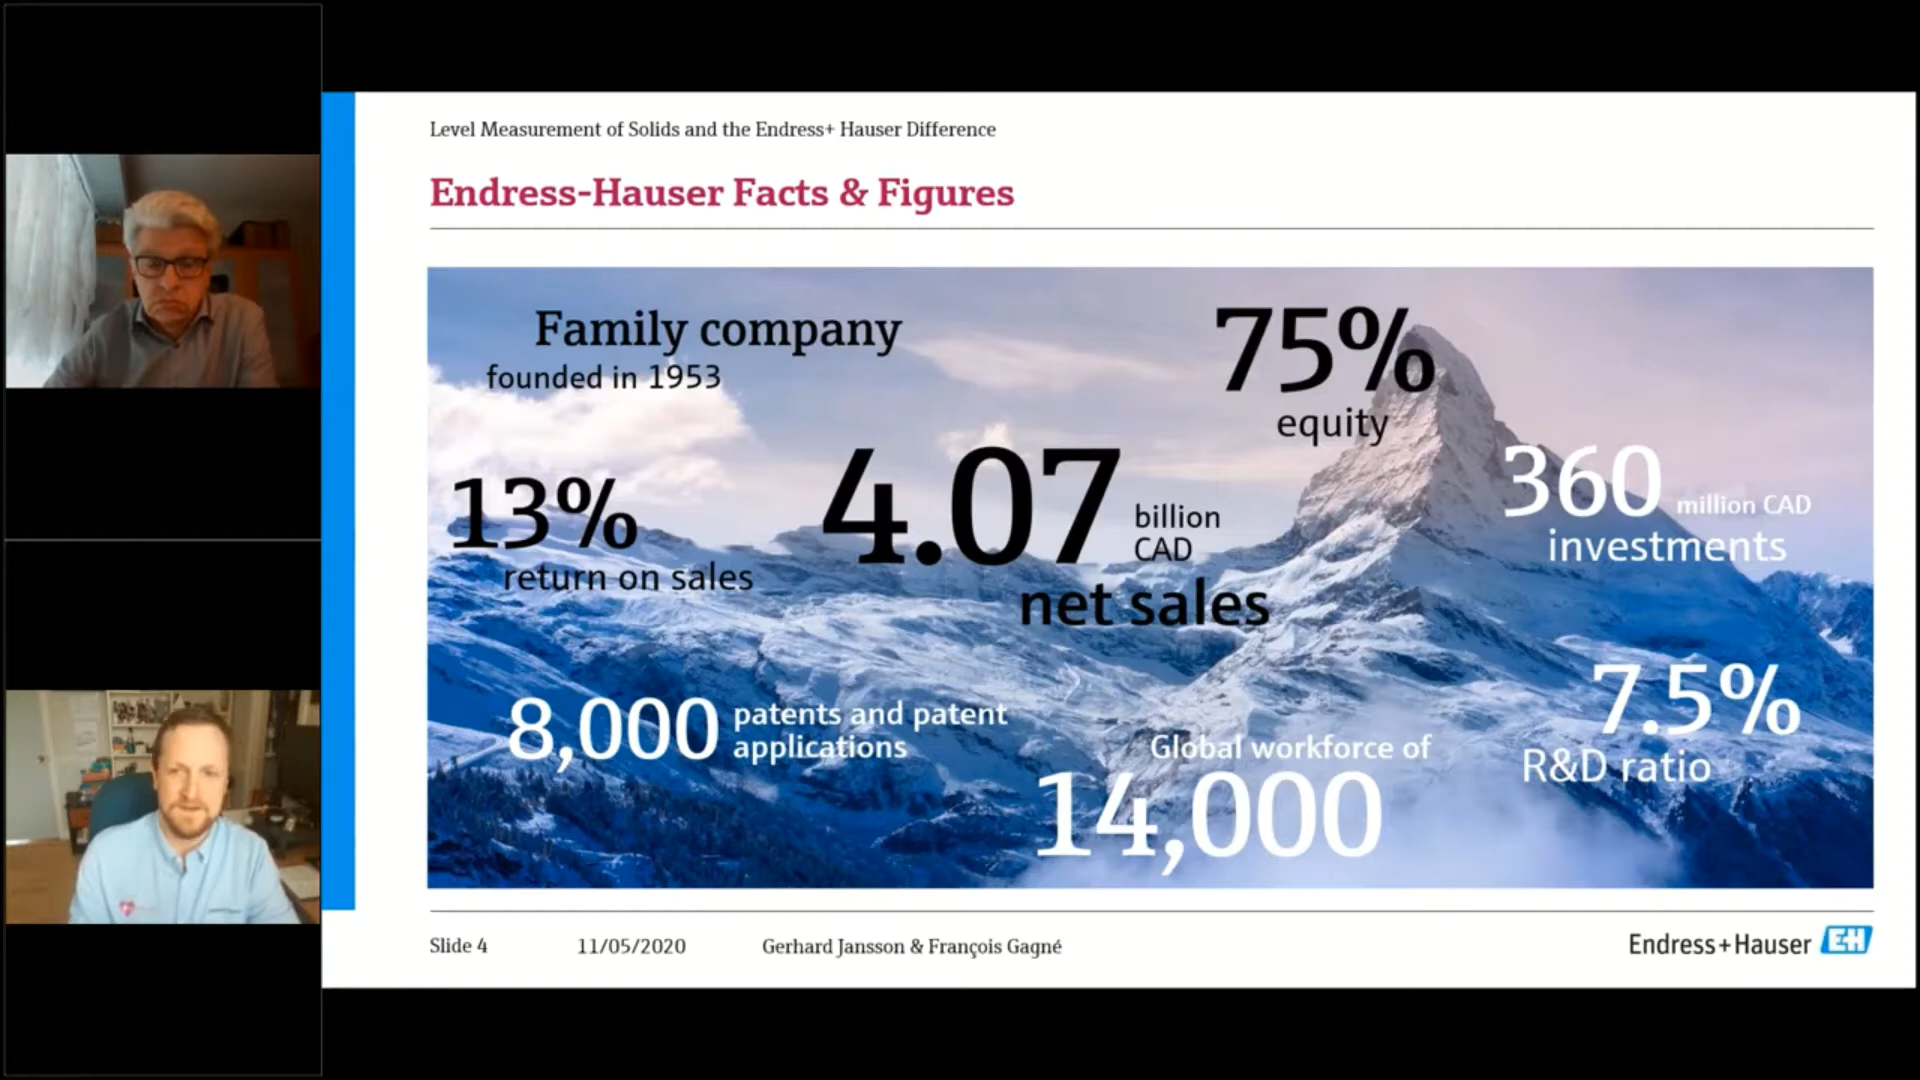 Level Measurement of Solids and the Endress+ Hauser Difference
Endress-Hauser Facts & Figures
Family company
founded in 1953
75%
equity
13%
return on sales
4.07 billion CAD
net sales
360 million CAD
investments
8,000 patents and patent applications
Global workforce of
14,000
7.5%
R&D ratio
Slide 4 11/05/2020 Gerhard Jansson & François Gagné
Endress+Hauser EH